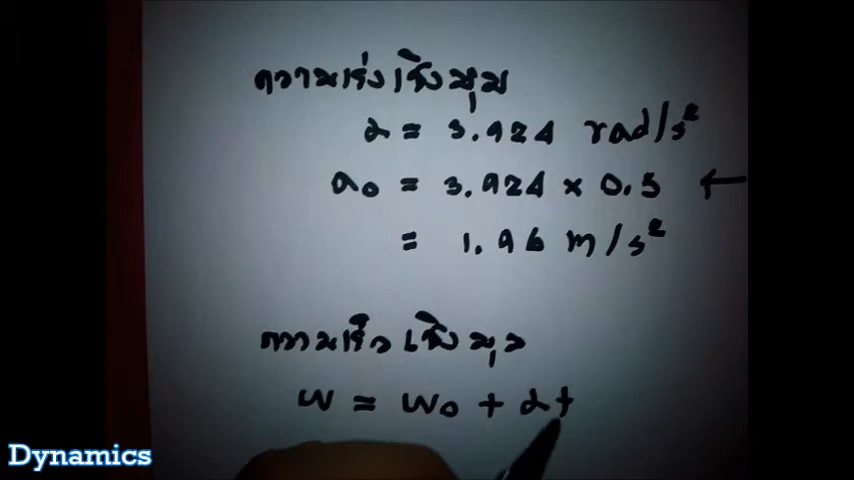 ความเร่งเชิงมุม
α = 3.924 rad/s²
a₀ = 3.924 × 0.5 ←
= 1.96 m/s²
ความเร็วเชิงมุม
ω = ω₀ + αt
Dynamics